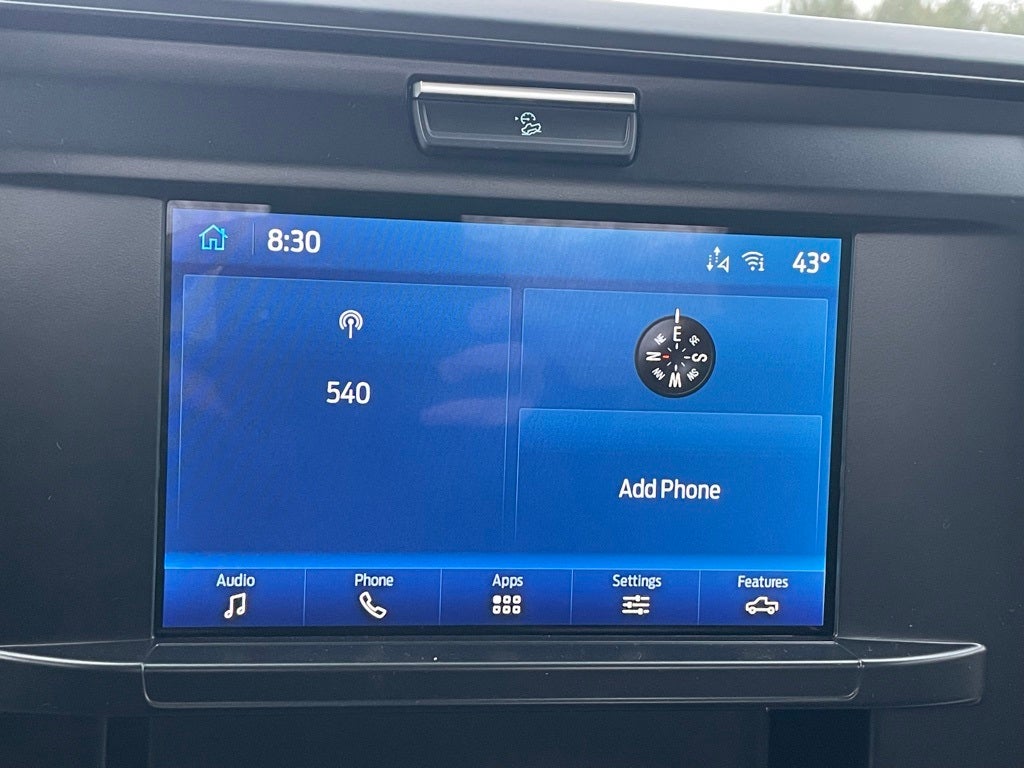 8:30
43°
540
E
NE
SE
N
S
NW
SW
W
Add Phone
Audio
Phone
Apps
Settings
Features